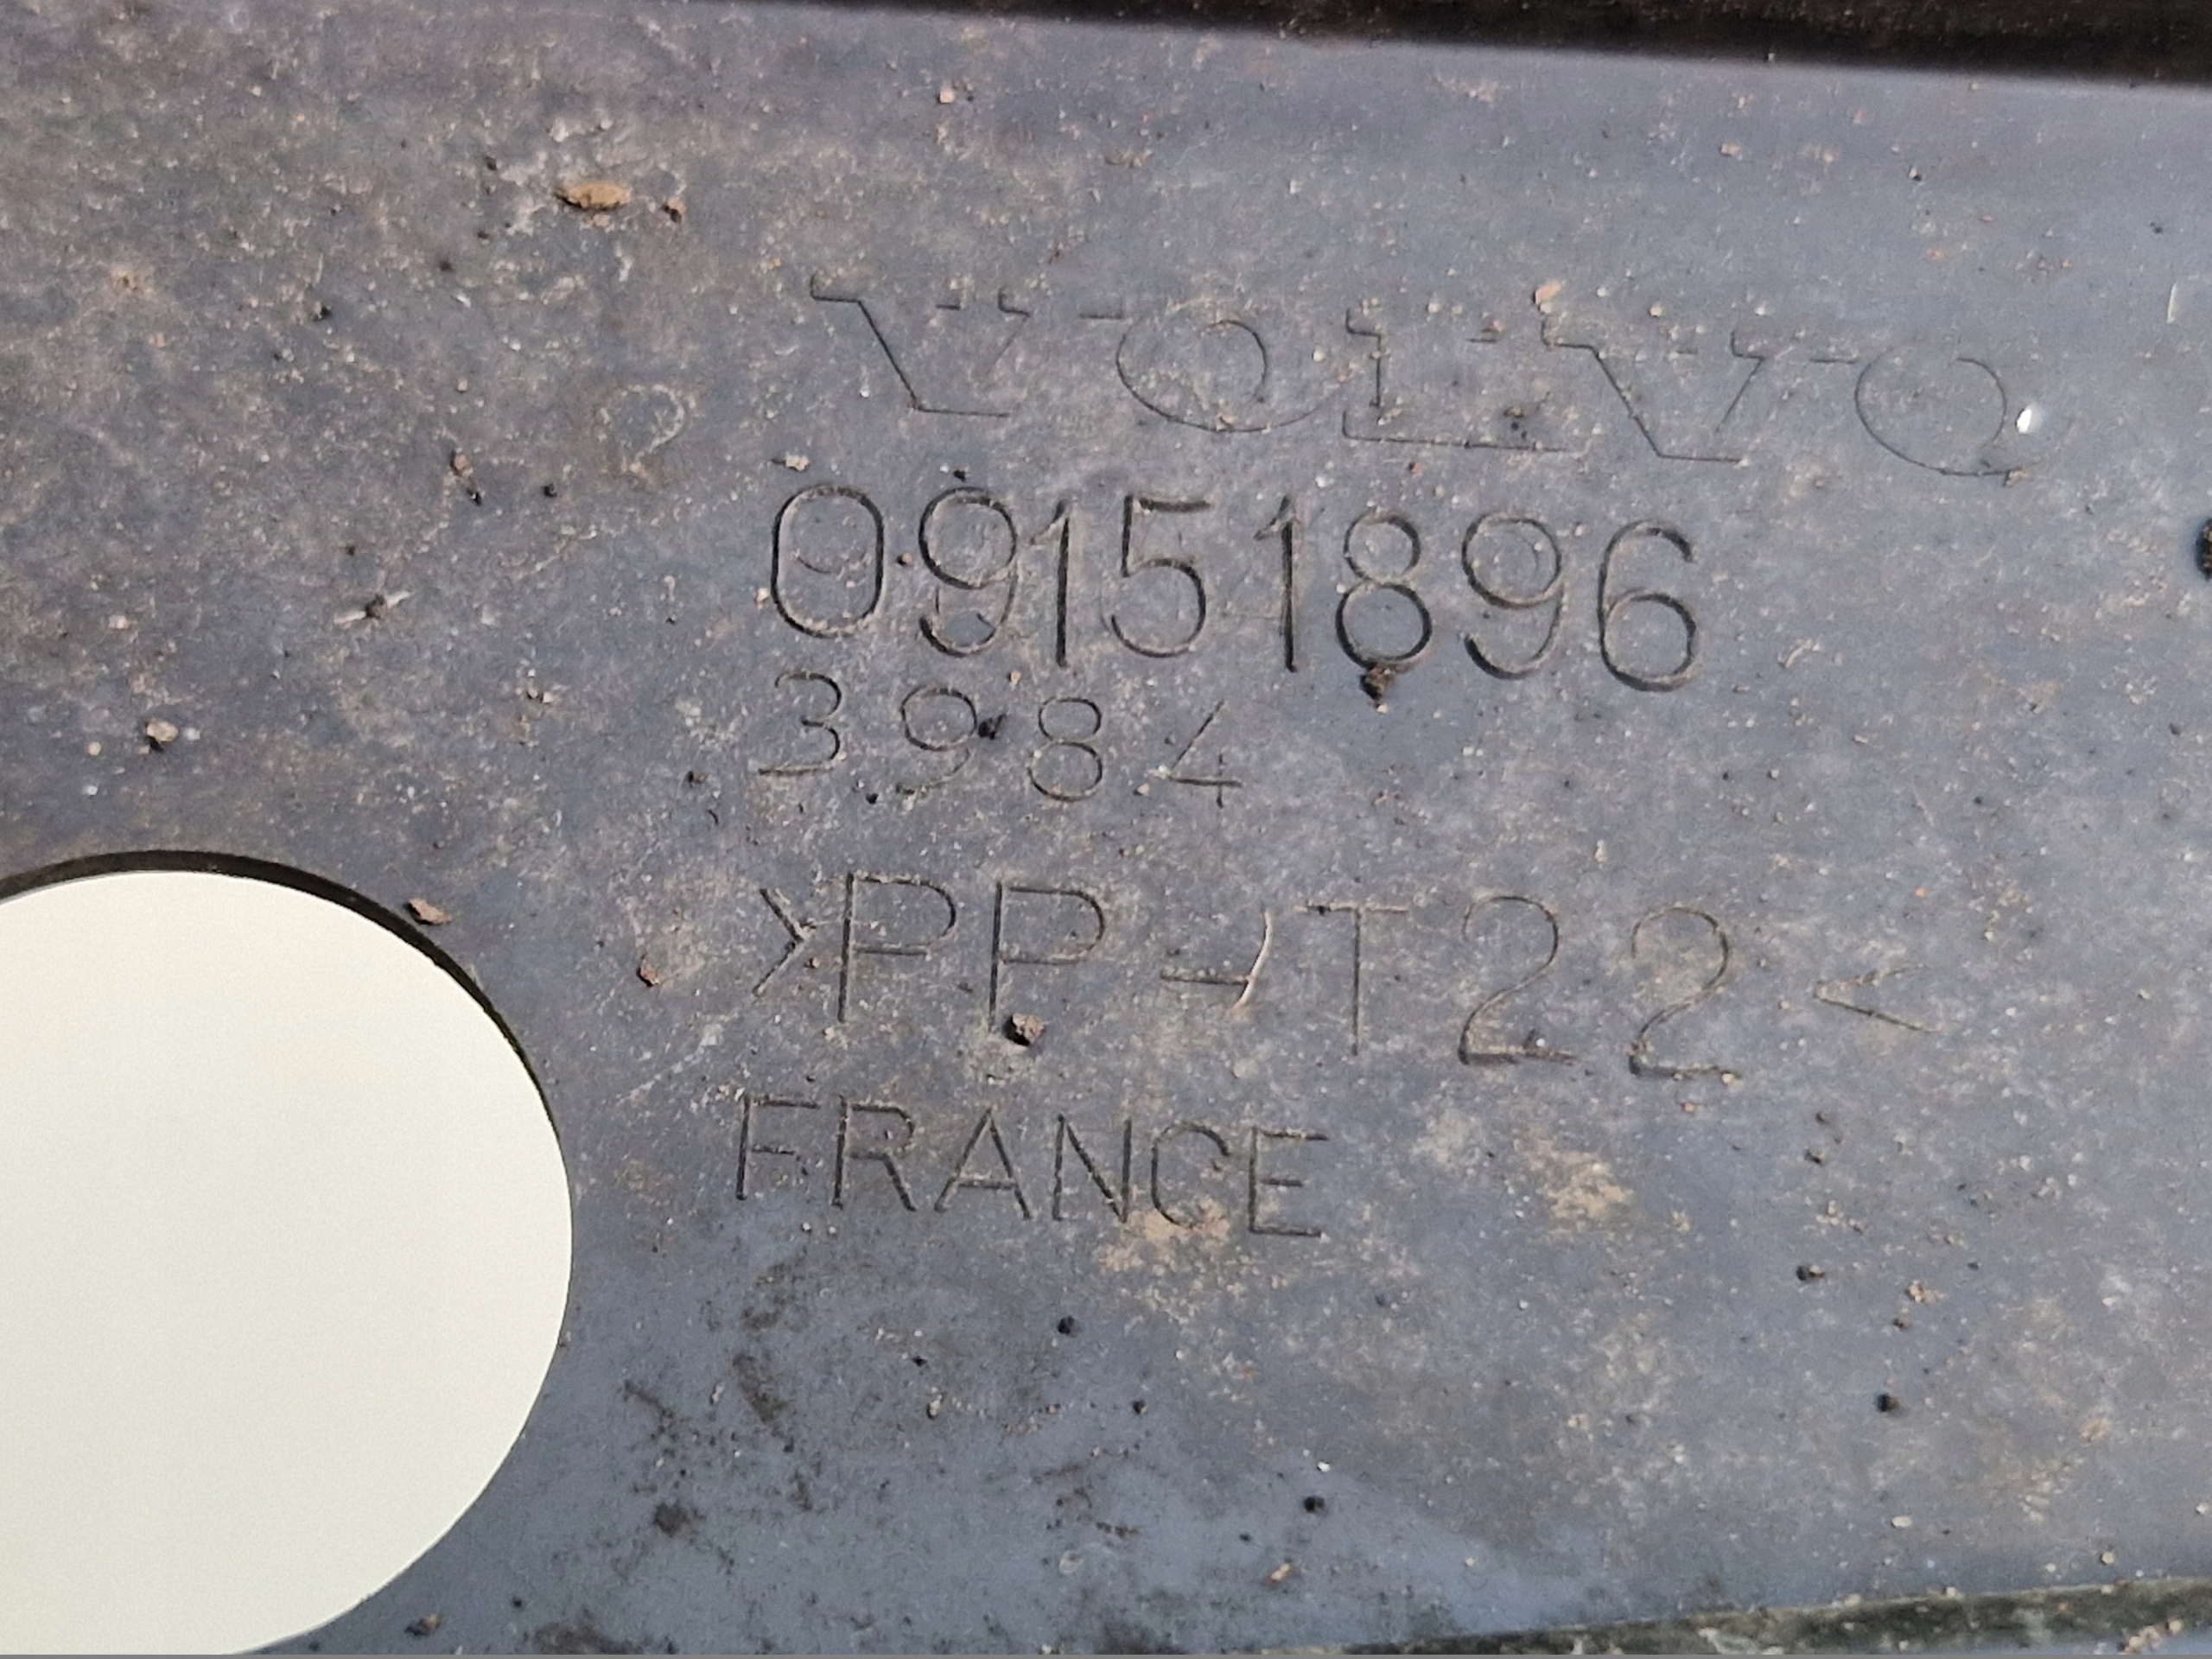 VOLVO
09151896
3984
>PP-T22<
FRANCE